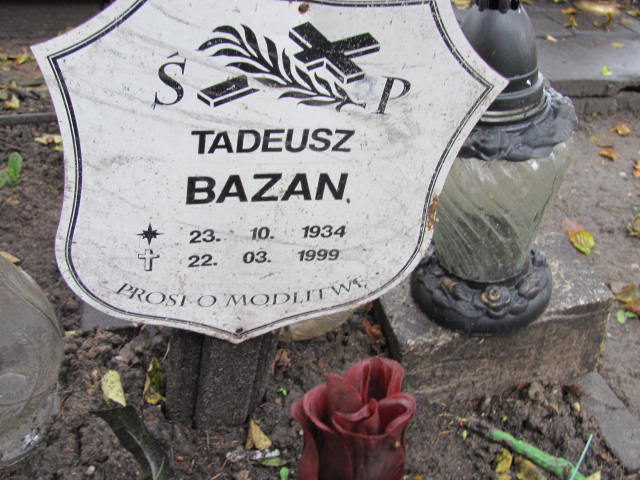 Ś P
TADEUSZ
BAZAN
23. 10. 1934
22. 03. 1999
PROSI O MODLITWĘ